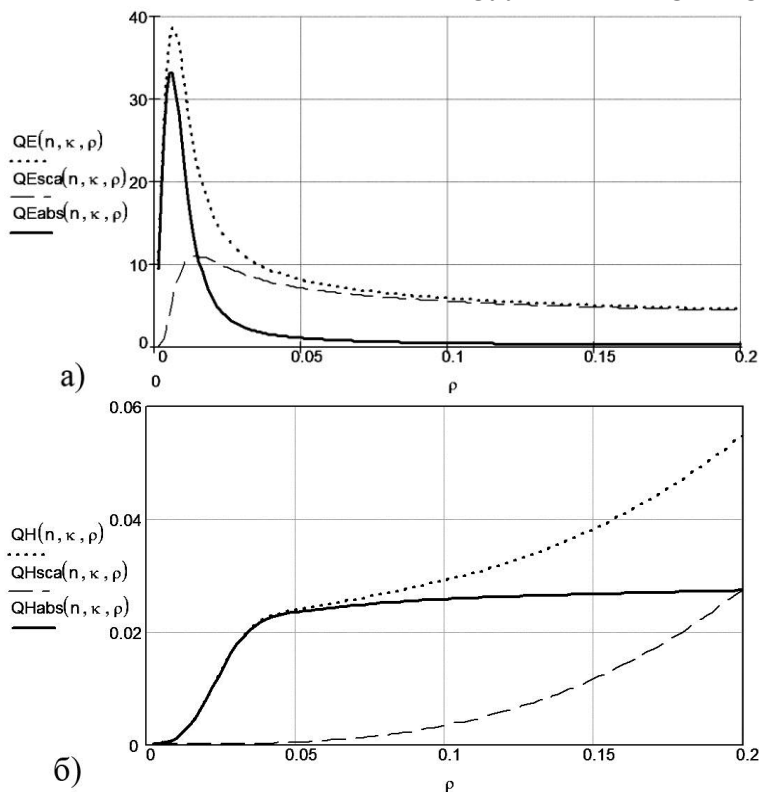 40
30
20
10
0
QE(n, κ, ρ)
QEsca(n, κ, ρ)
QEabs(n, κ, ρ)
0
0.05
0.1
0.15
0.2
ρ
а)
0.06
0.04
0.02
0
QH(n, κ, ρ)
QHsca(n, κ, ρ)
QHabs(n, κ, ρ)
0
0.05
0.1
0.15
0.2
ρ
б)